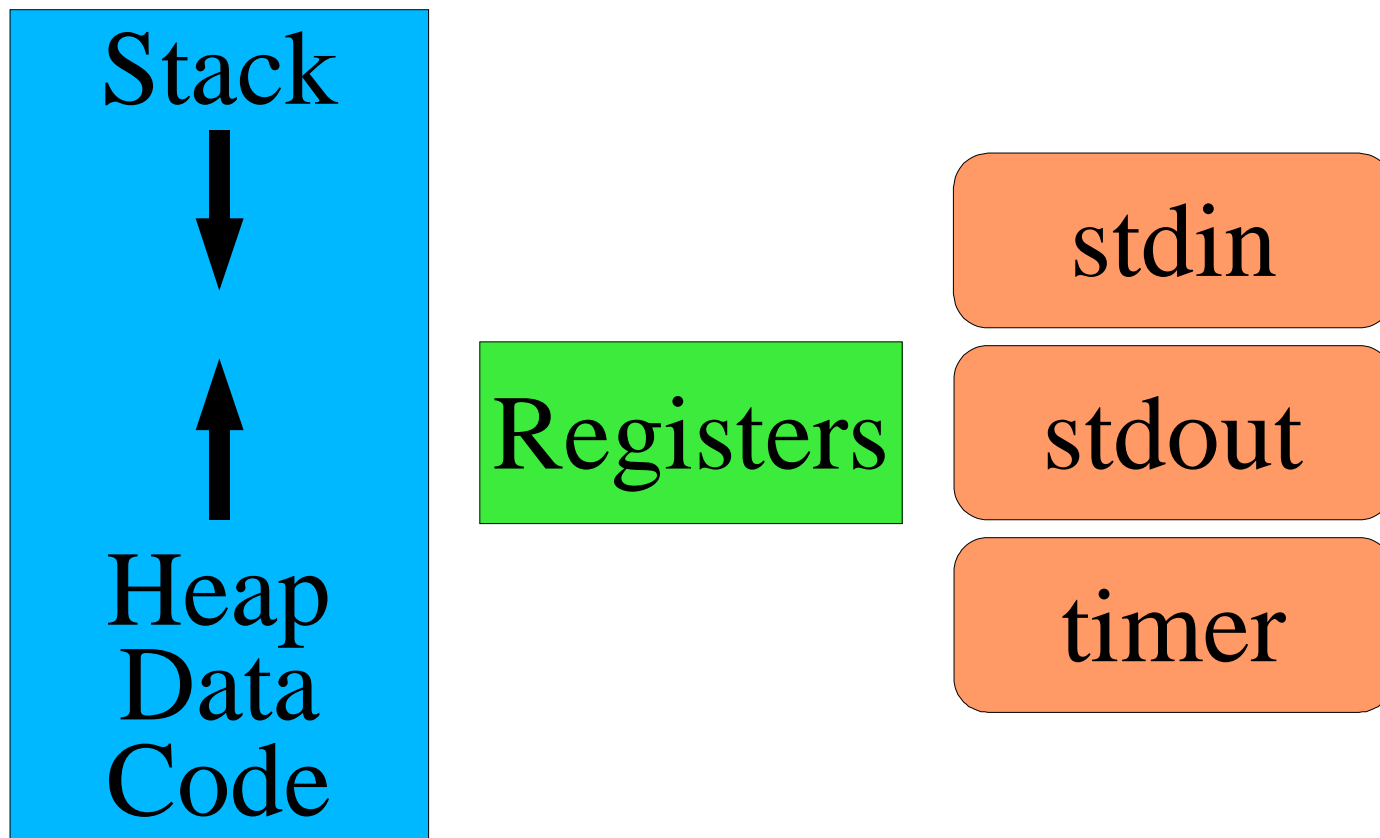 Stack
Heap
Data
Code
Registers
stdin
stdout
timer